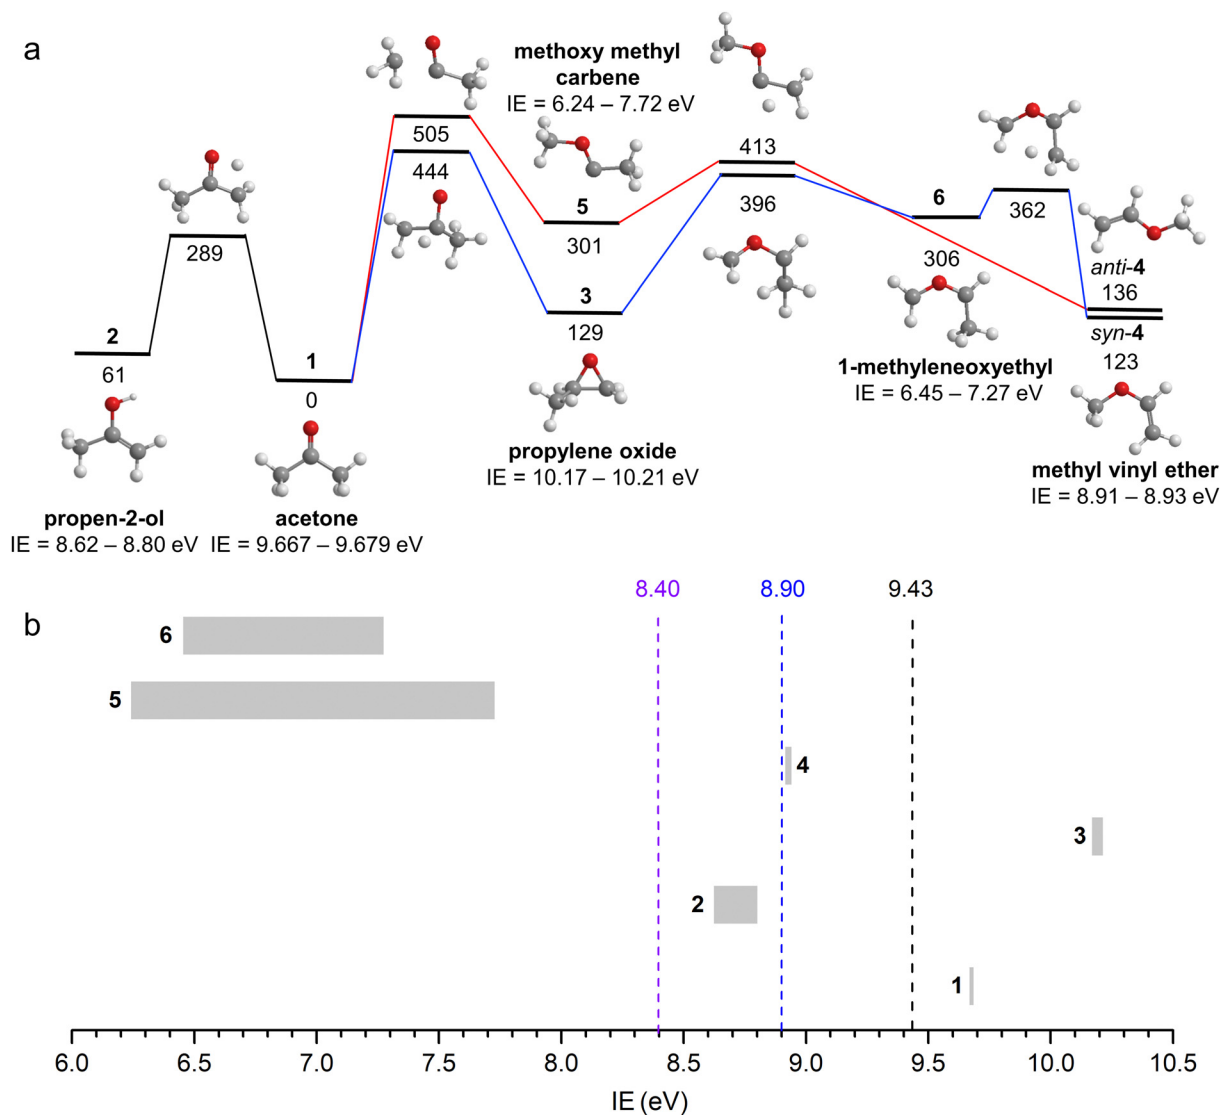 a
methoxy methyl
carbene
IE = 6.24 – 7.72 eV
505
444
289
5
301
413
396
6
362
306
anti-4
136
syn-4
123
2
61
1
0
3
129
1-methyleneoxyethyl
IE = 6.45 – 7.27 eV
propylene oxide
IE = 10.17 – 10.21 eV
methyl vinyl ether
IE = 8.91 – 8.93 eV
propen-2-ol
IE = 8.62 – 8.80 eV
acetone
IE = 9.667 – 9.679 eV
b
8.40
8.90
9.43
6
5
4
3
2
1
6.0 6.5 7.0 7.5 8.0 8.5 9.0 9.5 10.0 10.5
IE (eV)